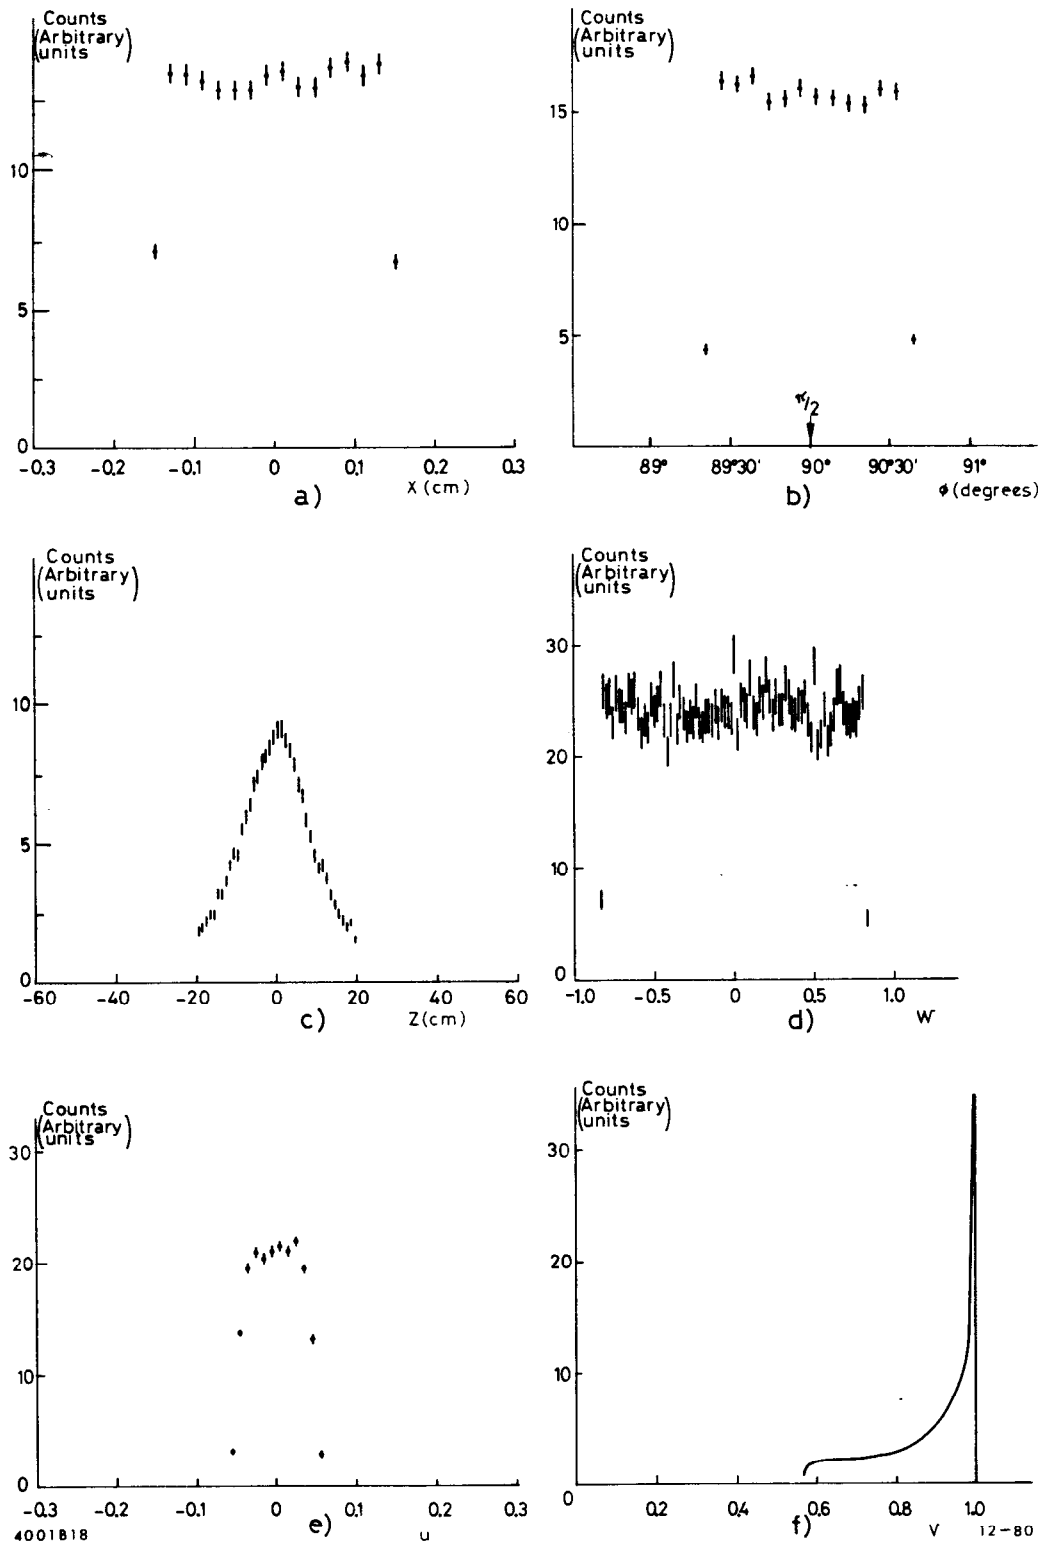 Counts
(Arbitrary)
units
10
5
0
-0.3 -0.2 -0.1 0 0.1 0.2 0.3
X (cm)
a)
Counts
(Arbitrary)
units
15
10
5
π/2
89° 89°30' 90° 90°30' 91°
b)
φ (degrees)
Counts
(Arbitrary)
units
10
5
0
-60 -40 -20 0 20 40 60
c)
Z(cm)
Counts
(Arbitrary)
units
30
20
10
0
-1.0 -0.5 0 0.5 1.0
d)
W
Counts
(Arbitrary)
units
30
20
10
0
-0.3 -0.2 -0.1 0 0.1 0.2 0.3
e)
u
4001B18
Counts
(Arbitrary)
units
30
20
10
0 0.2 0.4 0.6 0.8 1.0
f)
V
12-80